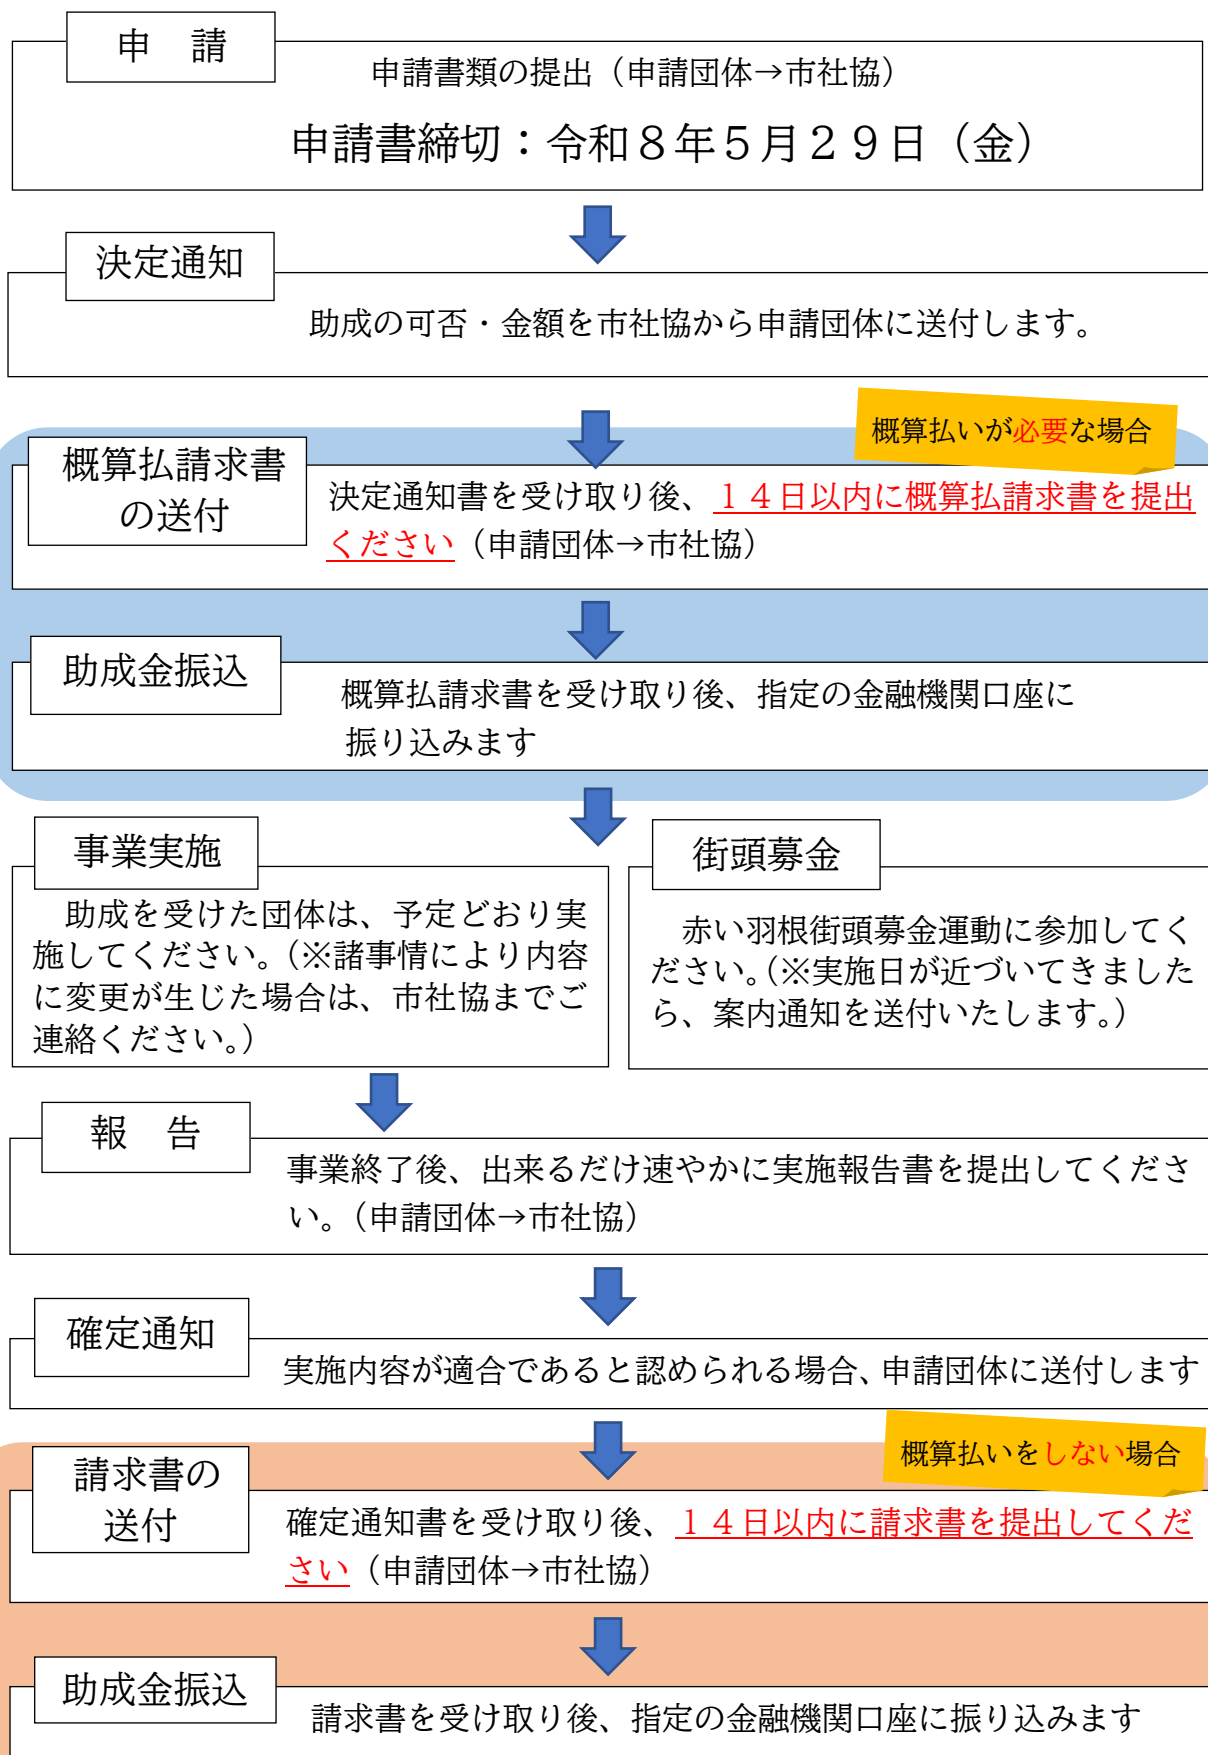 申　請
申請書類の提出（申請団体→市社協）
申請書締切：令和８年５月２９日（金）
決定通知
助成の可否・金額を市社協から申請団体に送付します。
概算払いが必要な場合
概算払請求書
の送付
決定通知書を受け取り後、１４日以内に概算払請求書を提出
ください（申請団体→市社協）
助成金振込
概算払請求書を受け取り後、指定の金融機関口座に
振り込みます
事業実施
助成を受けた団体は、予定どおり実
施してください。（※諸事情により内容
に変更が生じた場合は、市社協までご
連絡ください。）
街頭募金
赤い羽根街頭募金運動に参加してく
ださい。（※実施日が近づいてきました
ら、案内通知を送付いたします。）
報　告
事業終了後、出来るだけ速やかに実施報告書を提出してくださ
い。（申請団体→市社協）
確定通知
実施内容が適合であると認められる場合、申請団体に送付します
概算払いをしない場合
請求書の
送付
確定通知書を受け取り後、１４日以内に請求書を提出してくだ
さい（申請団体→市社協）
助成金振込
請求書を受け取り後、指定の金融機関口座に振り込みます